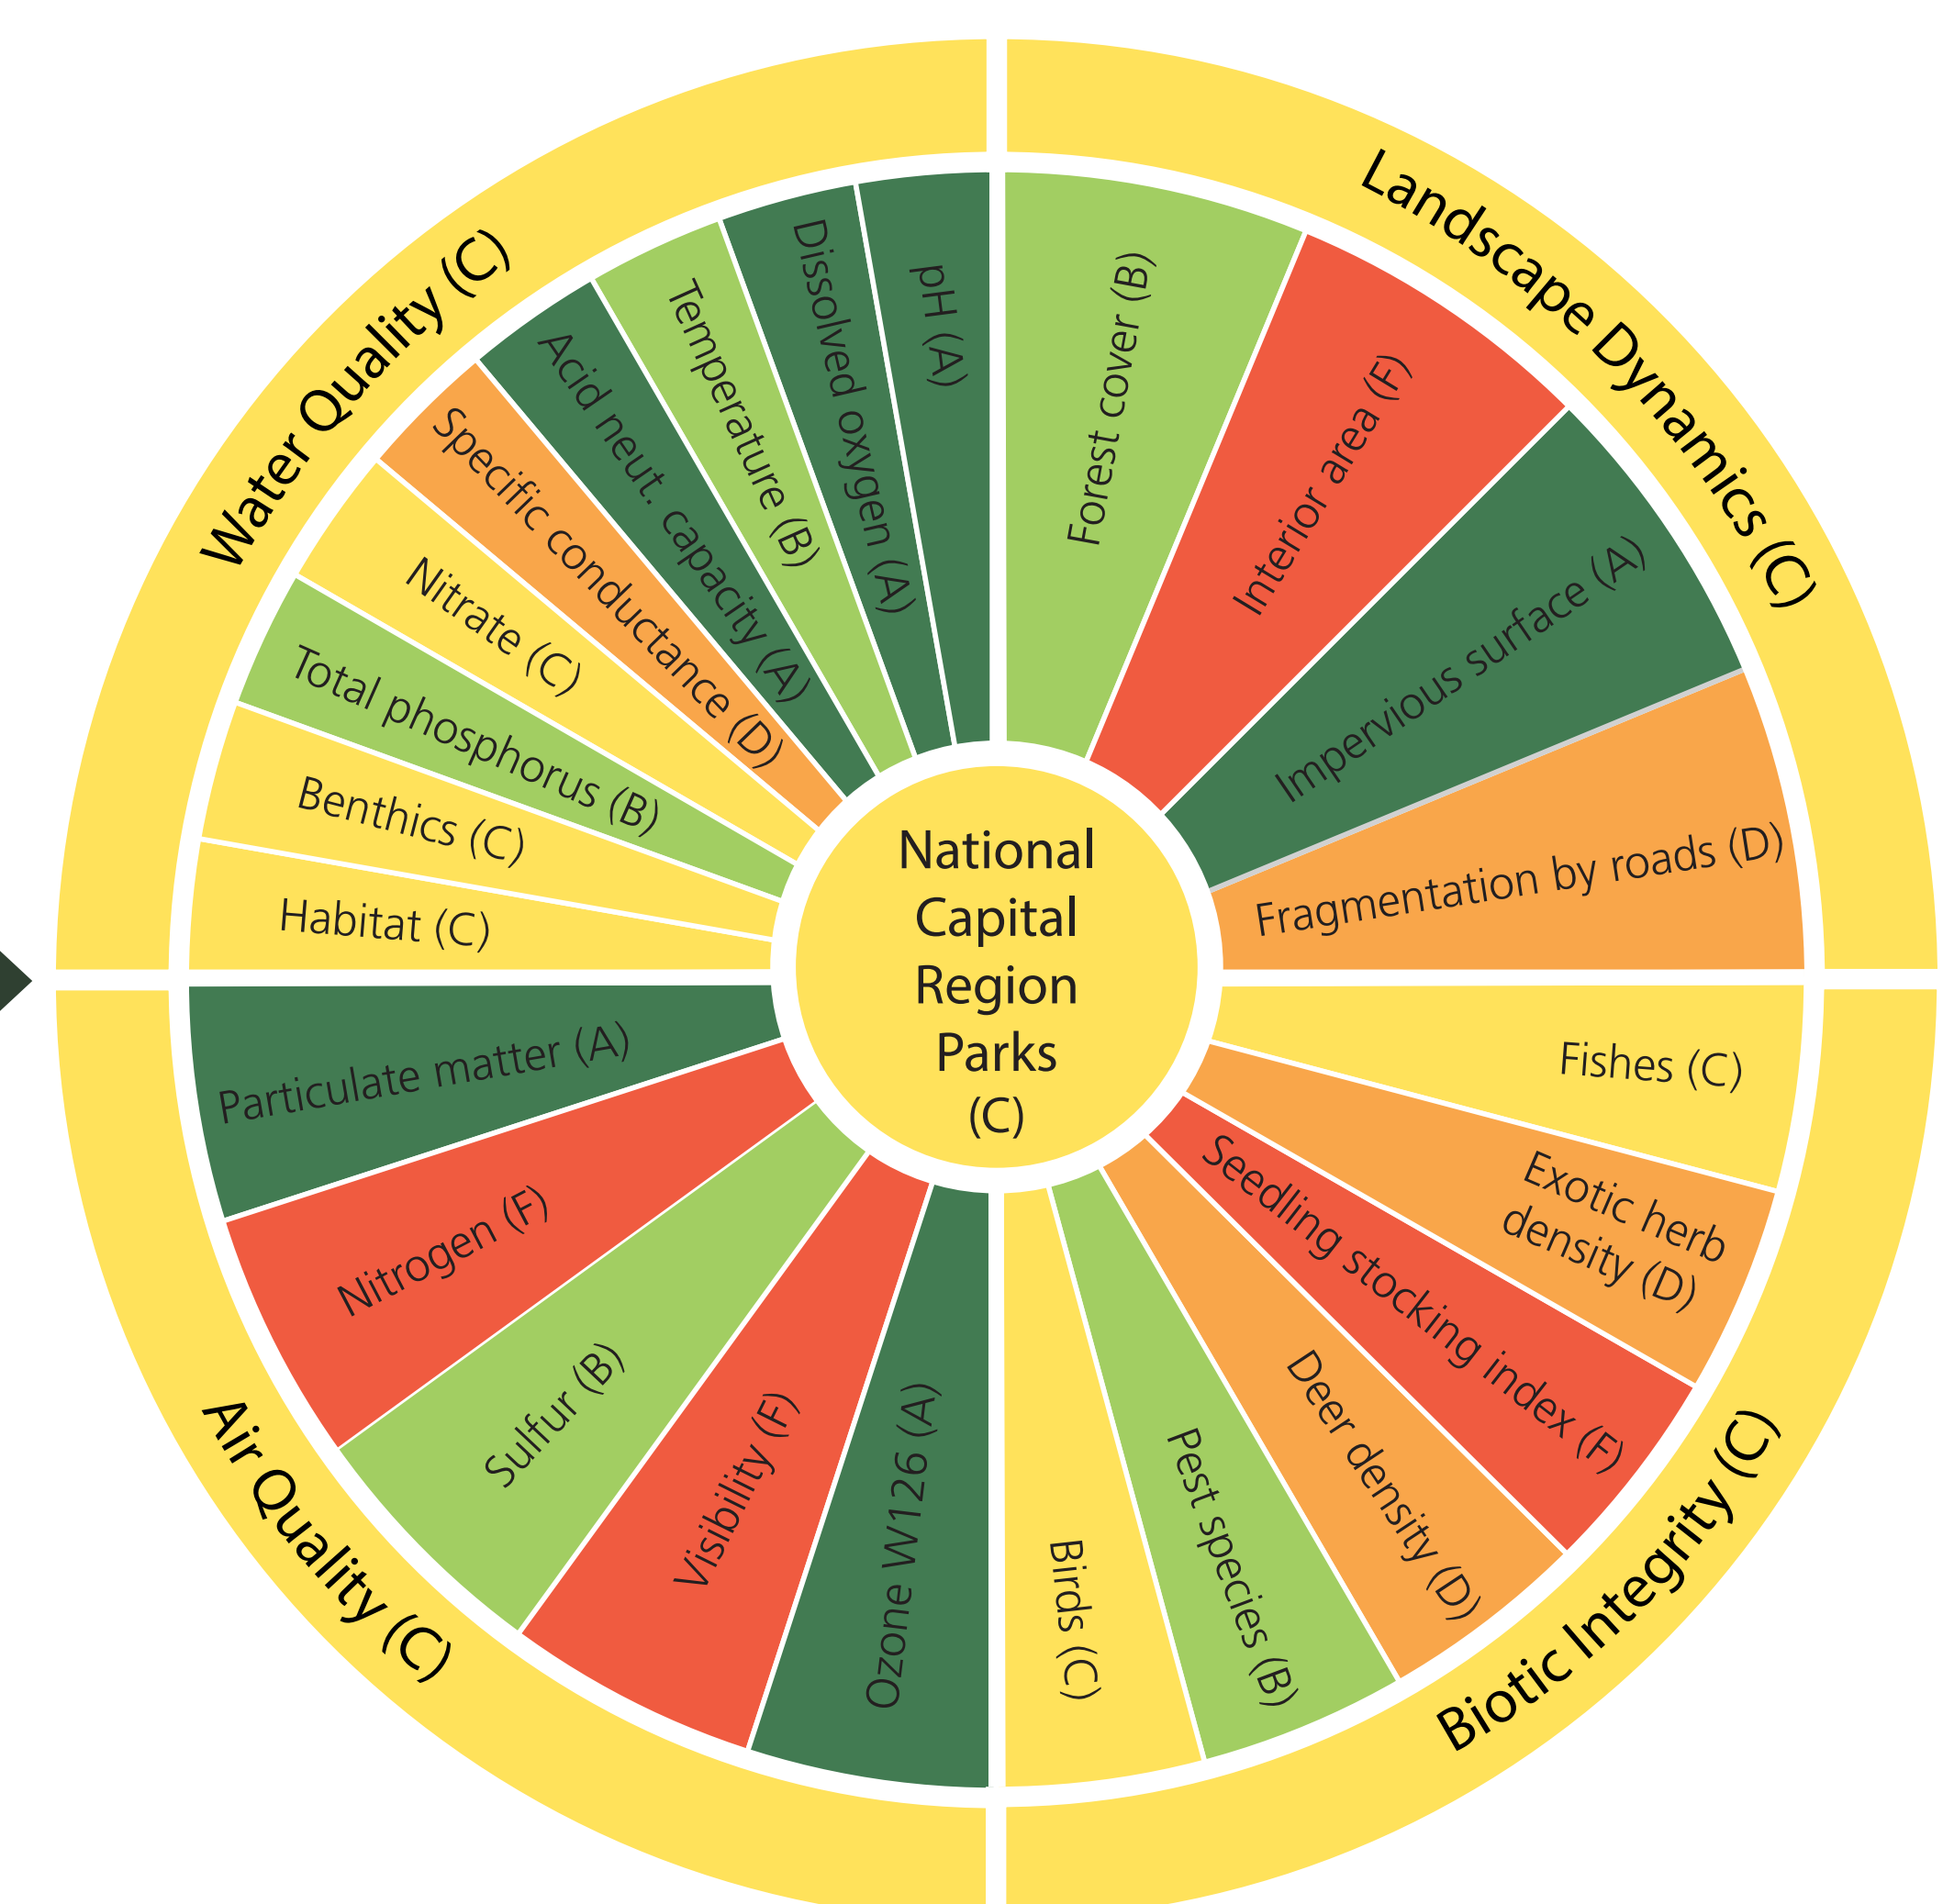 Water Quality (C)
Landscape Dynamics (C)
Air Quality (C)
Biotic Integrity (C)
National
Capital
Region
Parks
(C)
Habitat (C)
Benthics (C)
Total phosphorus (B)
Nitrate (C)
Specific conductance (D)
Acid neut. capacity (A)
Temperature (B)
Dissolved oxygen (A)
pH (A)
Forest cover (B)
Interior area (F)
Impervious surface (A)
Fragmentation by roads (D)
Fishes (C)
Exotic herb
density (D)
Seedling stocking index (F)
Deer density (D)
Pest species (B)
Birds (C)
Ozone W126 (A)
Visibility (F)
Sulfur (B)
Nitrogen (F)
Particulate matter (A)